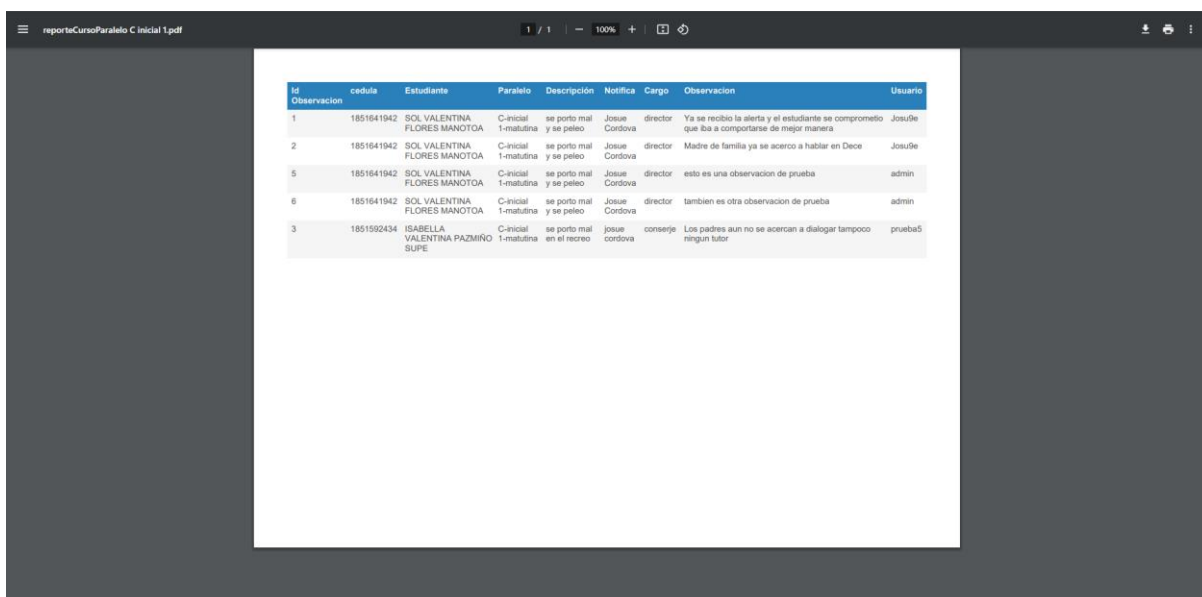 reporteCursoParalelo C inicial 1.pdf
1 / 1
100%
Id Observacion cedula Estudiante Paralelo Descripción Notifica Cargo Observacion Usuario
1 1851641942 SOL VALENTINA FLORES MANOTOA C-inicial 1-matutina se porto mal y se peleo Josue Cordova director Ya se recibio la alerta y el estudiante se comprometio que iba a comportarse de mejor manera Josu9e
2 1851641942 SOL VALENTINA FLORES MANOTOA C-inicial 1-matutina se porto mal y se peleo Josue Cordova director Madre de familia ya se acerco a hablar en Dece Josu9e
5 1851641942 SOL VALENTINA FLORES MANOTOA C-inicial 1-matutina se porto mal y se peleo Josue Cordova director esto es una observacion de prueba admin
6 1851641942 SOL VALENTINA FLORES MANOTOA C-inicial 1-matutina se porto mal y se peleo Josue Cordova director tambien es otra observacion de prueba admin
3 1851592434 ISABELLA VALENTINA PAZMIÑO SUPE C-inicial 1-matutina se porto mal en el recreo josue cordova conserje Los padres aun no se acercan a dialogar tampoco ningun tutor prueba5